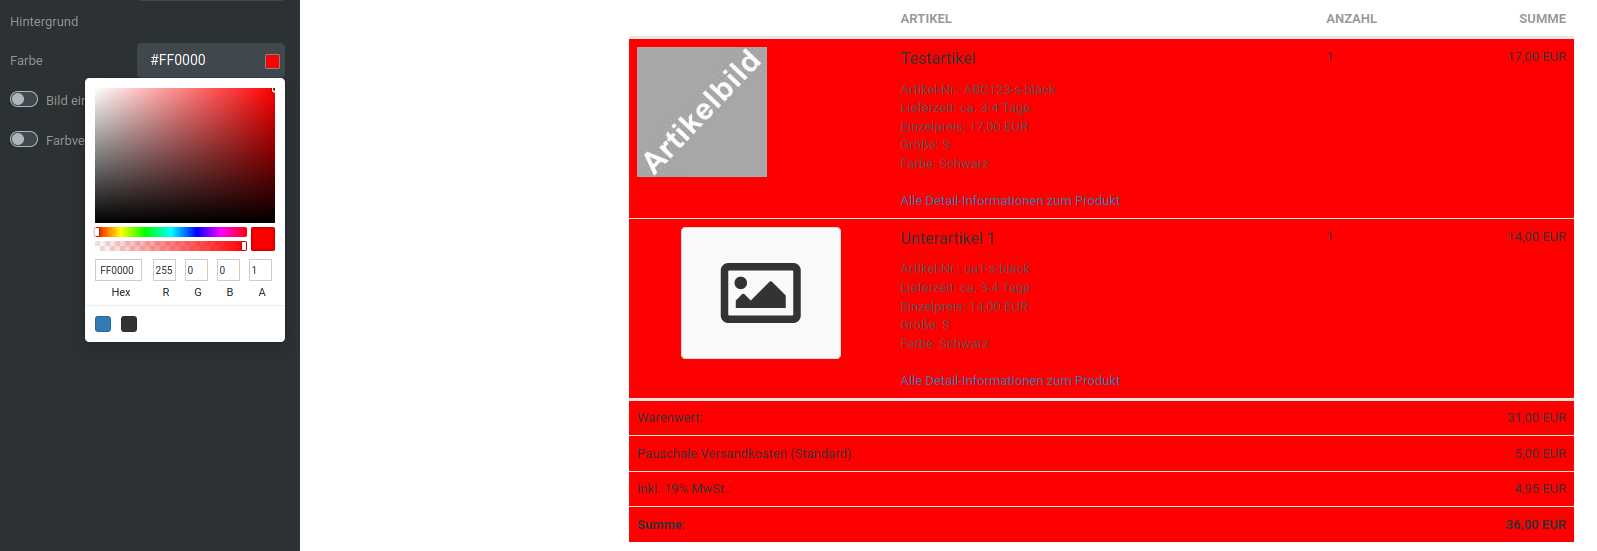 Hintergrund
Farbe
#FF0000
Bild ein
Farbve
FF0000 255 0 0 1
Hex R G B A
ARTIKEL ANZAHL SUMME
Artikelbild
Testartikel 1 17,00 EUR
Artikel-Nr.: ABC123-s-black
Lieferzeit: ca. 3-4 Tage
Einzelpreis: 17,00 EUR
Größe: S
Farbe: Schwarz
Alle Detail-Informationen zum Produkt
Unterartikel 1 1 14,00 EUR
Artikel-Nr.: ua1-s-black
Lieferzeit: ca. 3-4 Tage
Einzelpreis: 14,00 EUR
Größe: S
Farbe: Schwarz
Alle Detail-Informationen zum Produkt
Warenwert: 31,00 EUR
Pauschale Versandkosten (Standard): 5,00 EUR
inkl. 19% MwSt.: 4,95 EUR
Summe: 36,00 EUR